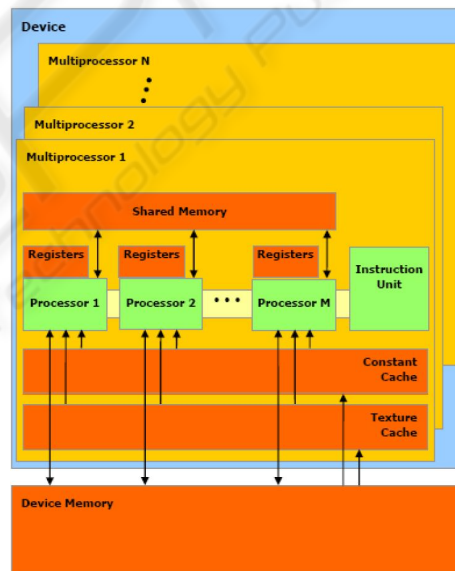 Device
Multiprocessor N
Multiprocessor 2
Multiprocessor 1
Shared Memory
Registers
Registers
Registers
Instruction
Unit
Processor 1
Processor 2
Processor M
Constant
Cache
Texture
Cache
Device Memory